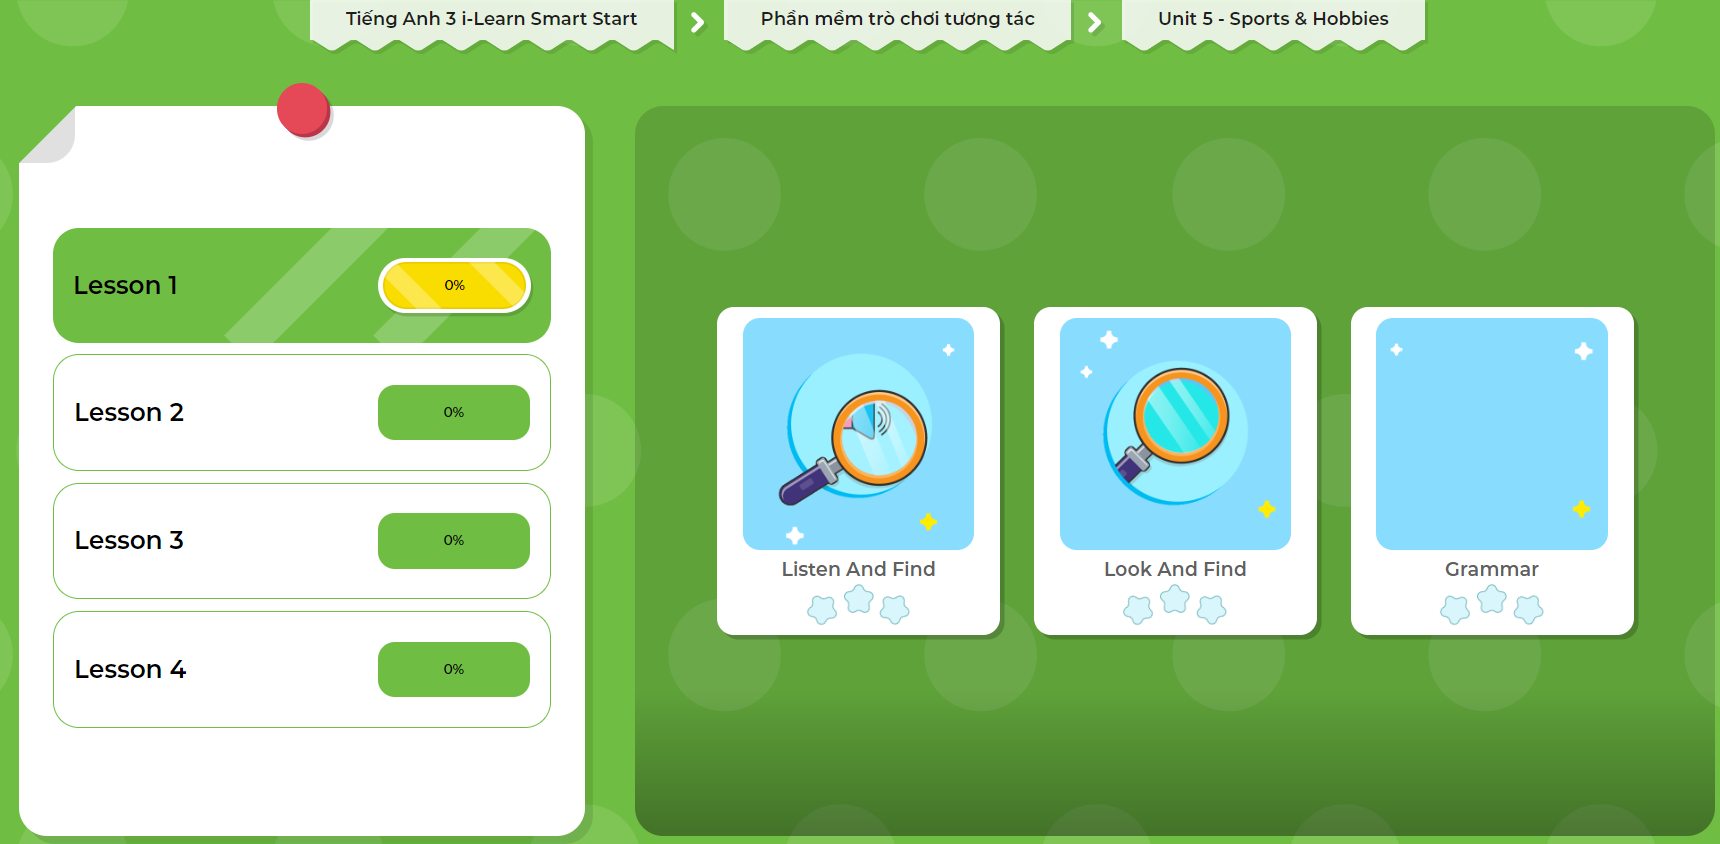 Tiếng Anh 3 i-Learn Smart Start
Phần mềm trò chơi tương tác
Unit 5 - Sports & Hobbies
Lesson 1
0%
Lesson 2
0%
Lesson 3
0%
Lesson 4
0%
Listen And Find
Look And Find
Grammar